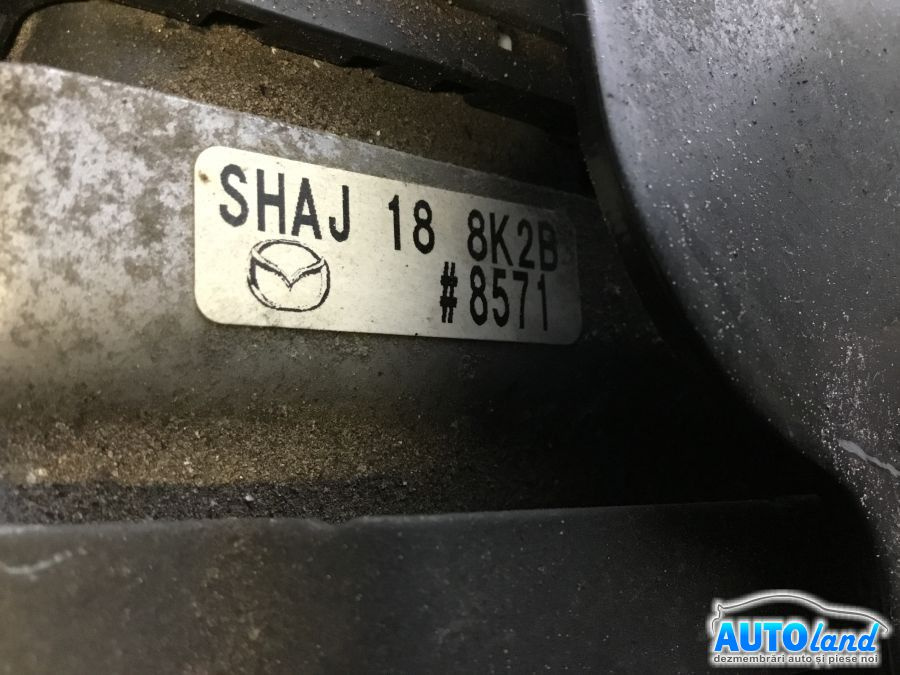 SHAJ 18 8K2B
#8571
AUTOland
dezmembrări auto și piese noi